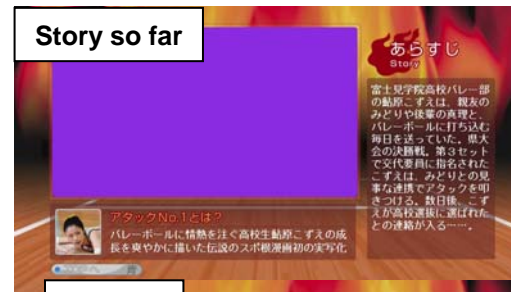 Story so far
あらすじ
Story
富士見学院高校バレー部
の鮎原こずえは、親友の
みどりや後輩の真理と、
バレーボールに打ち込む
毎日を送っていた。県大
会の決勝戦。第3セット
で交代要員に指名された
こずえは、みどりとの見
事な連携でアタックを叩
きつける。数日後、こず
えが高校選抜に選ばれた
との連絡が入る……。
アタックNo.1とは?
バレーボールに情熱を注ぐ高校生鮎原こずえの成
長を爽やかに描いた伝説のスポ根漫画初の実写化